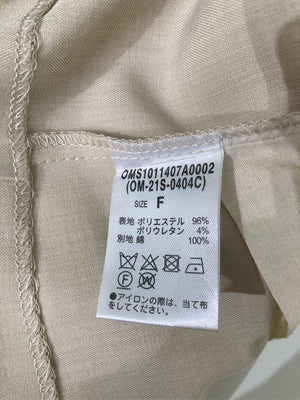 OMS1011407A0002
(OM-21S-0404C)
SIZE F
表地 ポリエステル 96%
ポリウレタン 4%
別地 綿 100%
F W
●アイロンの際は、当て布
をしてください。